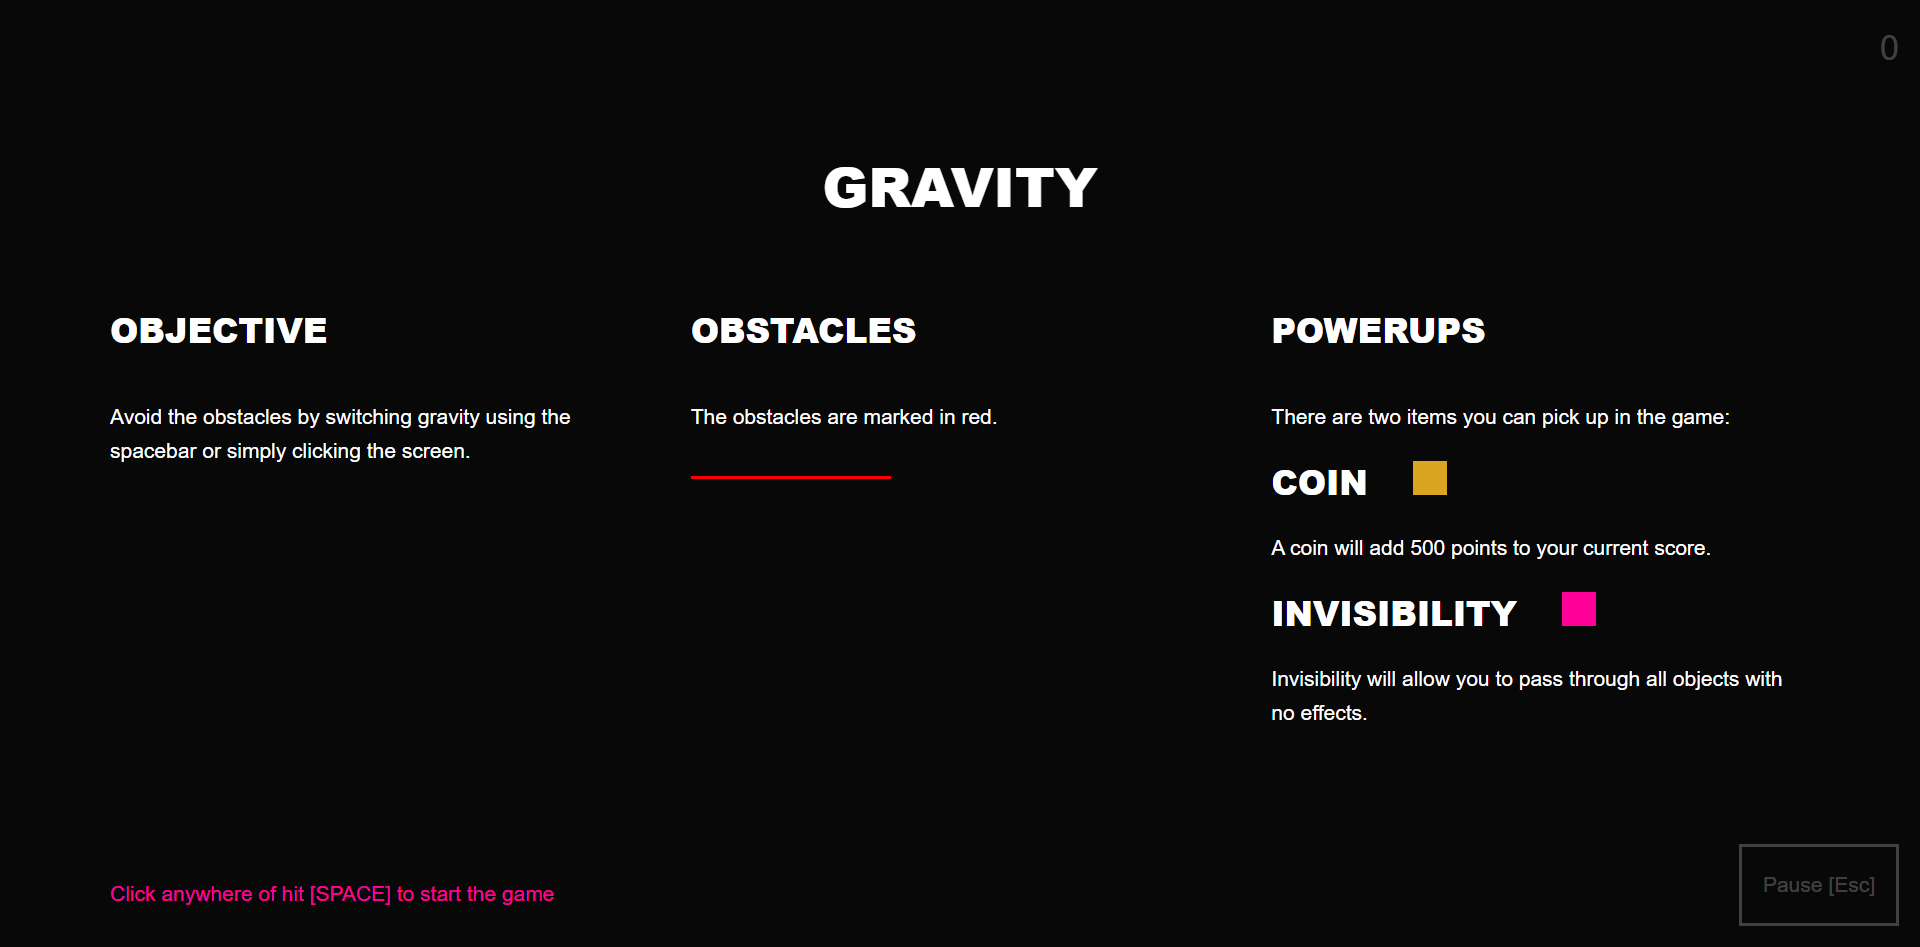 0
GRAVITY
OBJECTIVE
Avoid the obstacles by switching gravity using the
spacebar or simply clicking the screen.
OBSTACLES
The obstacles are marked in red.
POWERUPS
There are two items you can pick up in the game:
COIN
A coin will add 500 points to your current score.
INVISIBILITY
Invisibility will allow you to pass through all objects with
no effects.
Click anywhere of hit [SPACE] to start the game
Pause [Esc]